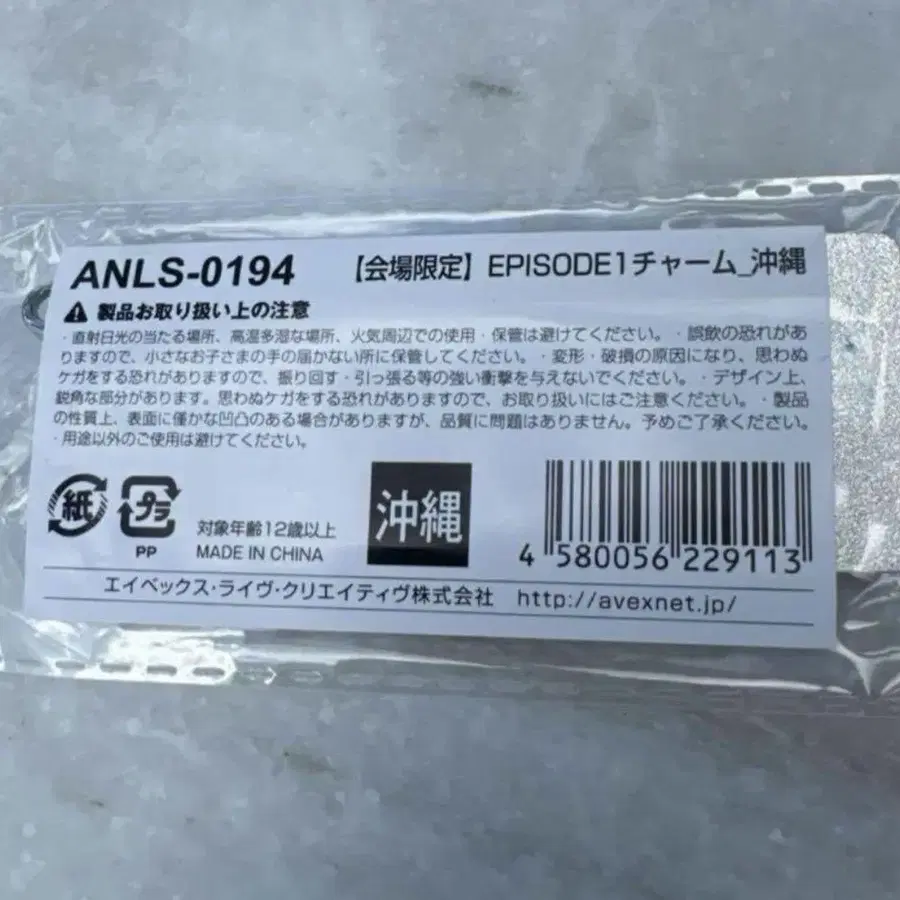 ANLS-0194 【会場限定】EPISODE1チャーム_沖縄
製品お取り扱い上の注意
・直射日光の当たる場所、高温多湿な場所、火気周辺での使用・保管は避けてください。・誤飲の恐れがあ
りますので、小さなお子さまの手の届かない所に保管してください。・変形・破損の原因になり、思わぬ
ケガをする恐れがありますので、振り回す・引っ張る等の強い衝撃を与えないでください。・デザイン上、
鋭角な部分があります。思わぬケガをする恐れがありますので、お取り扱いにはご注意ください。・製品
の性質上、表面に僅かな凹凸のある場合がありますが、品質に問題はありません。予めご了承ください。
・用途以外のご使用は避けてください。
紙
プラ
PP
対象年齢12歳以上
MADE IN CHINA
沖縄
4 580056 229113
エイベックス・ライヴ・クリエイティヴ株式会社 http://avexnet.jp/